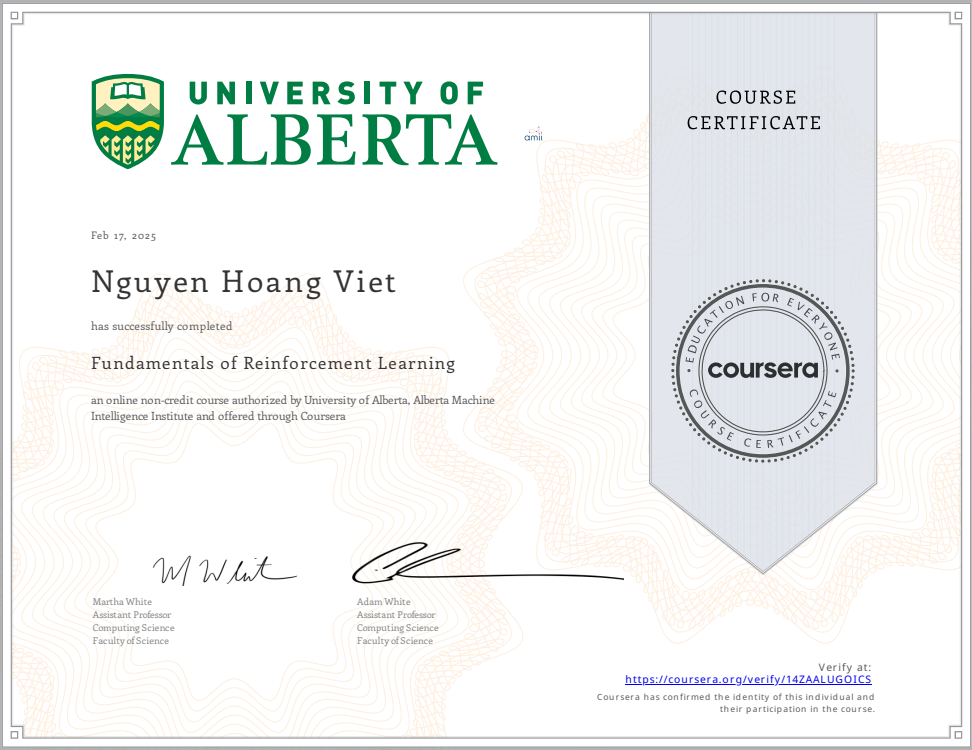 UNIVERSITY OF
ALBERTA
amii
COURSE
CERTIFICATE
Feb 17, 2025
Nguyen Hoang Viet
has successfully completed
Fundamentals of Reinforcement Learning
an online non-credit course authorized by University of Alberta, Alberta Machine
Intelligence Institute and offered through Coursera
EDUCATION FOR EVERYONE
coursera
COURSE CERTIFICATE
M White
Martha White
Assistant Professor
Computing Science
Faculty of Science
Adam White
Assistant Professor
Computing Science
Faculty of Science
Verify at:
https://coursera.org/verify/14ZAALUGOICS
Coursera has confirmed the identity of this individual and
their participation in the course.